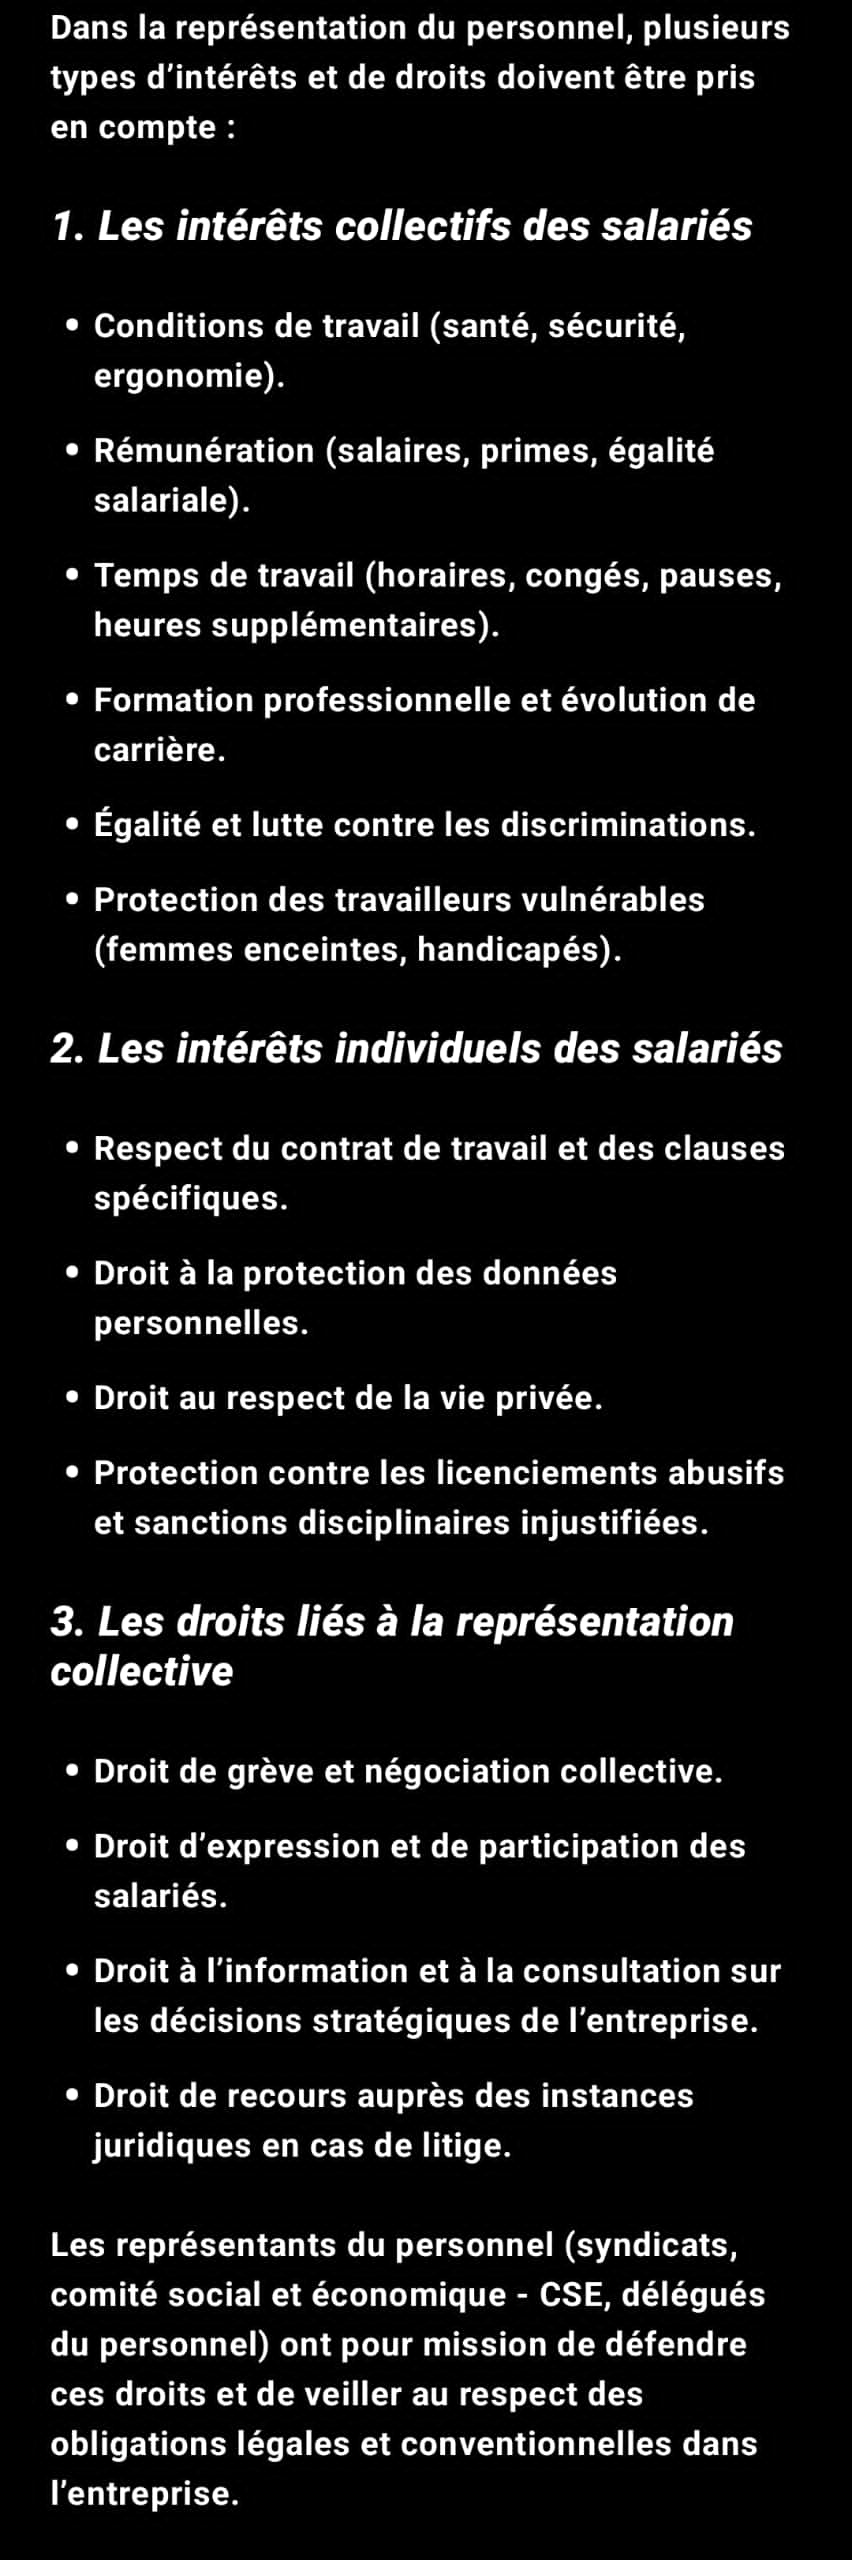 Dans la représentation du personnel, plusieurs
types d’intérêts et de droits doivent être pris
en compte :
1. Les intérêts collectifs des salariés
• Conditions de travail (santé, sécurité,
ergonomie).
• Rémunération (salaires, primes, égalité
salariale).
• Temps de travail (horaires, congés, pauses,
heures supplémentaires).
• Formation professionnelle et évolution de
carrière.
• Égalité et lutte contre les discriminations.
• Protection des travailleurs vulnérables
(femmes enceintes, handicapés).
2. Les intérêts individuels des salariés
• Respect du contrat de travail et des clauses
spécifiques.
• Droit à la protection des données
personnelles.
• Droit au respect de la vie privée.
• Protection contre les licenciements abusifs
et sanctions disciplinaires injustifiées.
3. Les droits liés à la représentation
collective
• Droit de grève et négociation collective.
• Droit d’expression et de participation des
salariés.
• Droit à l’information et à la consultation sur
les décisions stratégiques de l’entreprise.
• Droit de recours auprès des instances
juridiques en cas de litige.
Les représentants du personnel (syndicats,
comité social et économique - CSE, délégués
du personnel) ont pour mission de défendre
ces droits et de veiller au respect des
obligations légales et conventionnelles dans
l’entreprise.